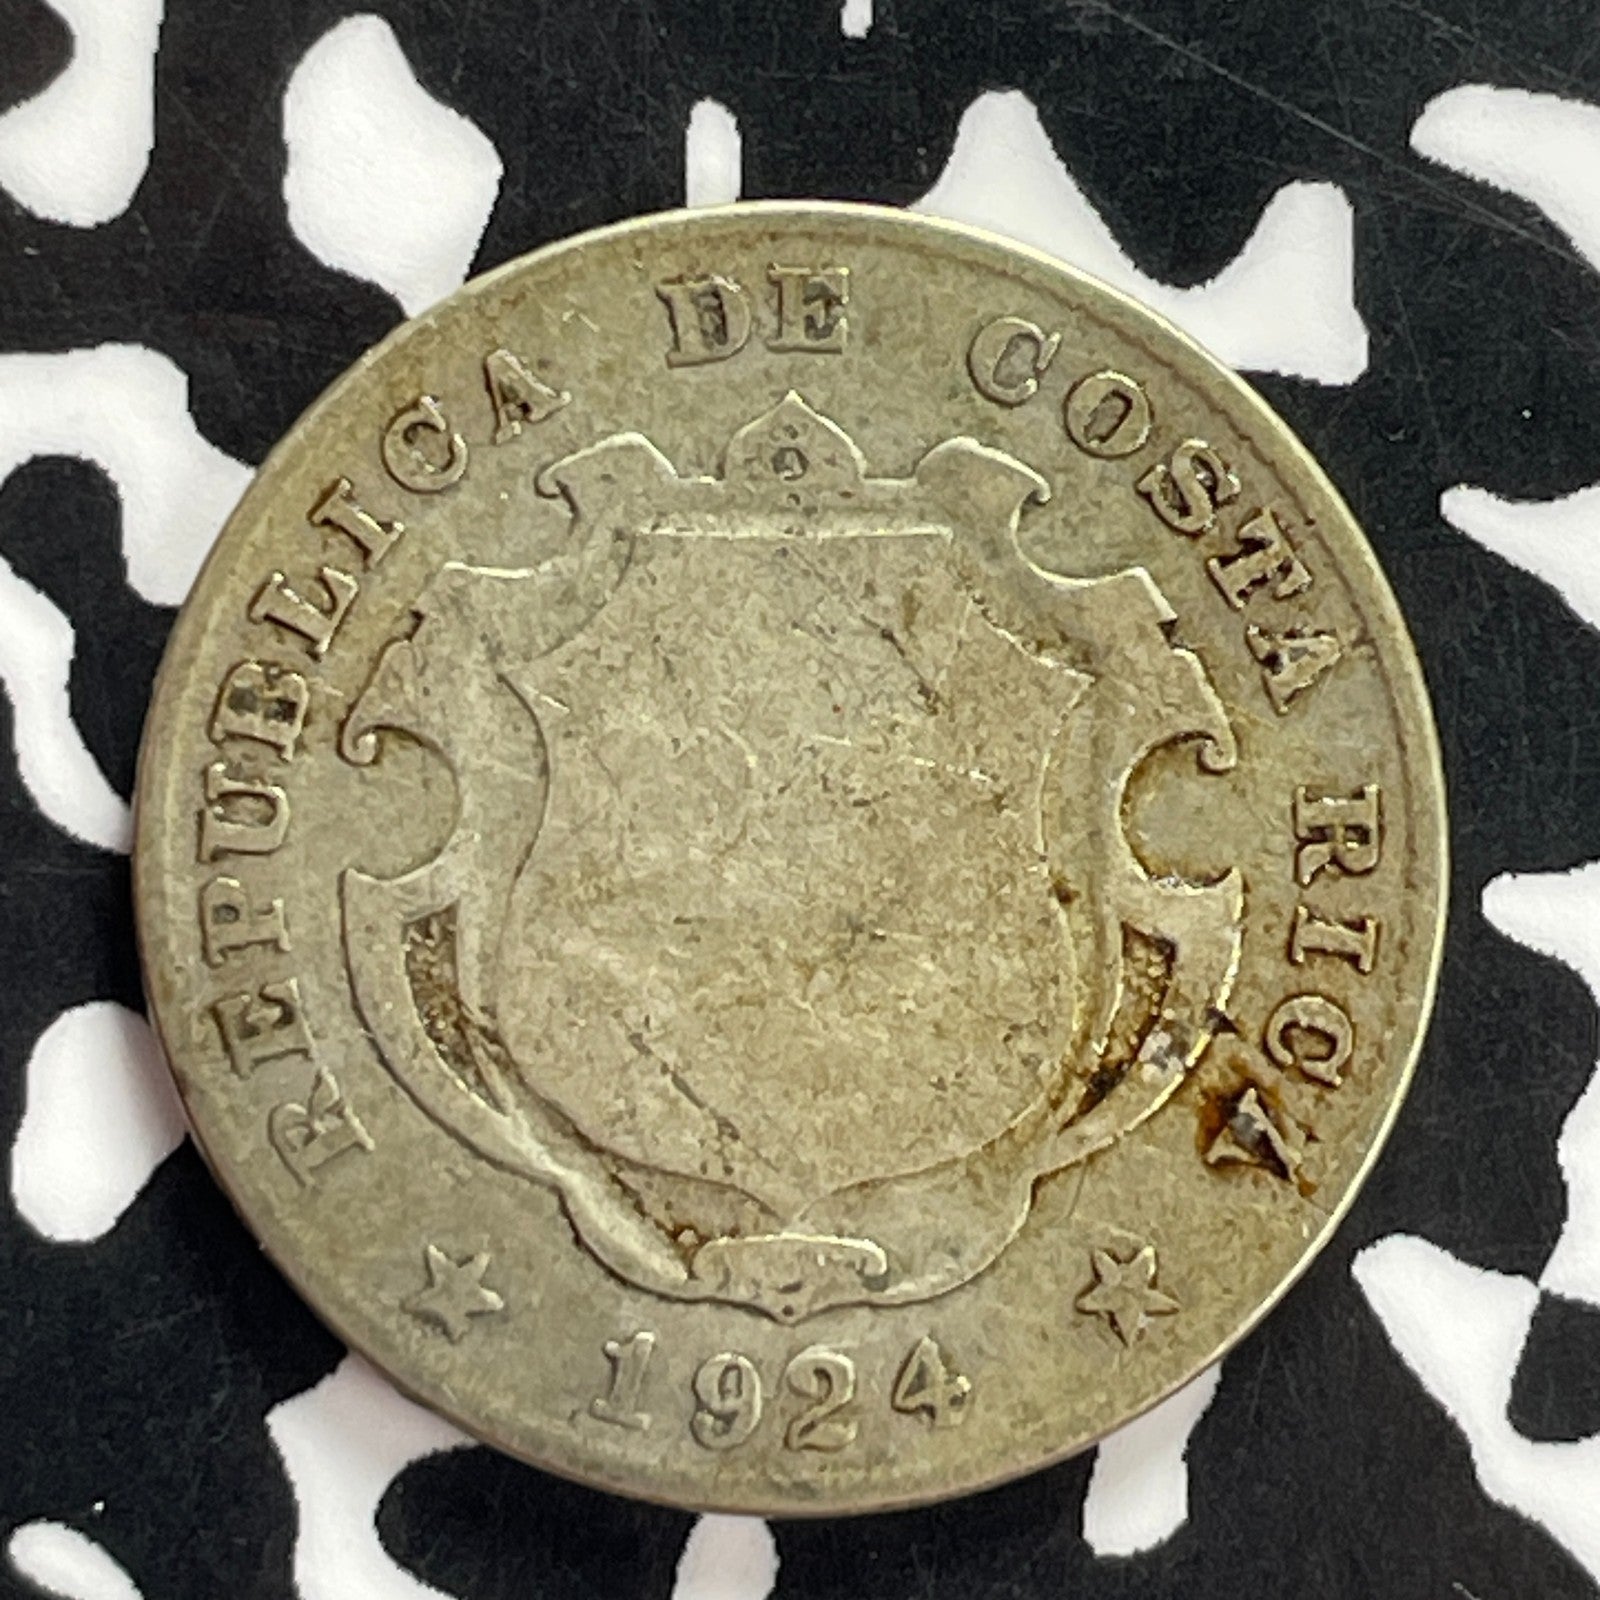 REPUBLICA DE COSTA RICA
1924